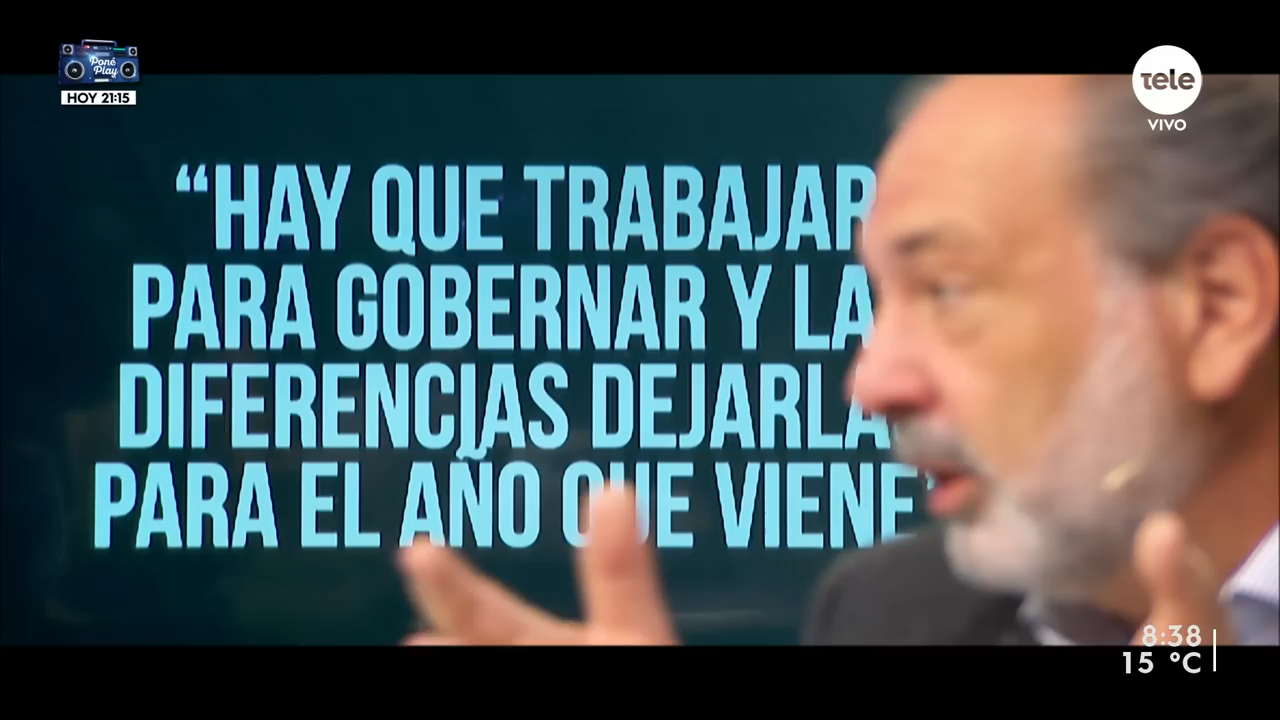 Poné
Play
HOY 21:15
tele
VIVO
“HAY QUE TRABAJAR
PARA GOBERNAR Y LA
DIFERENCIAS DEJARLA
PARA EL AÑO QUE VIENE”
8:38
15 °C